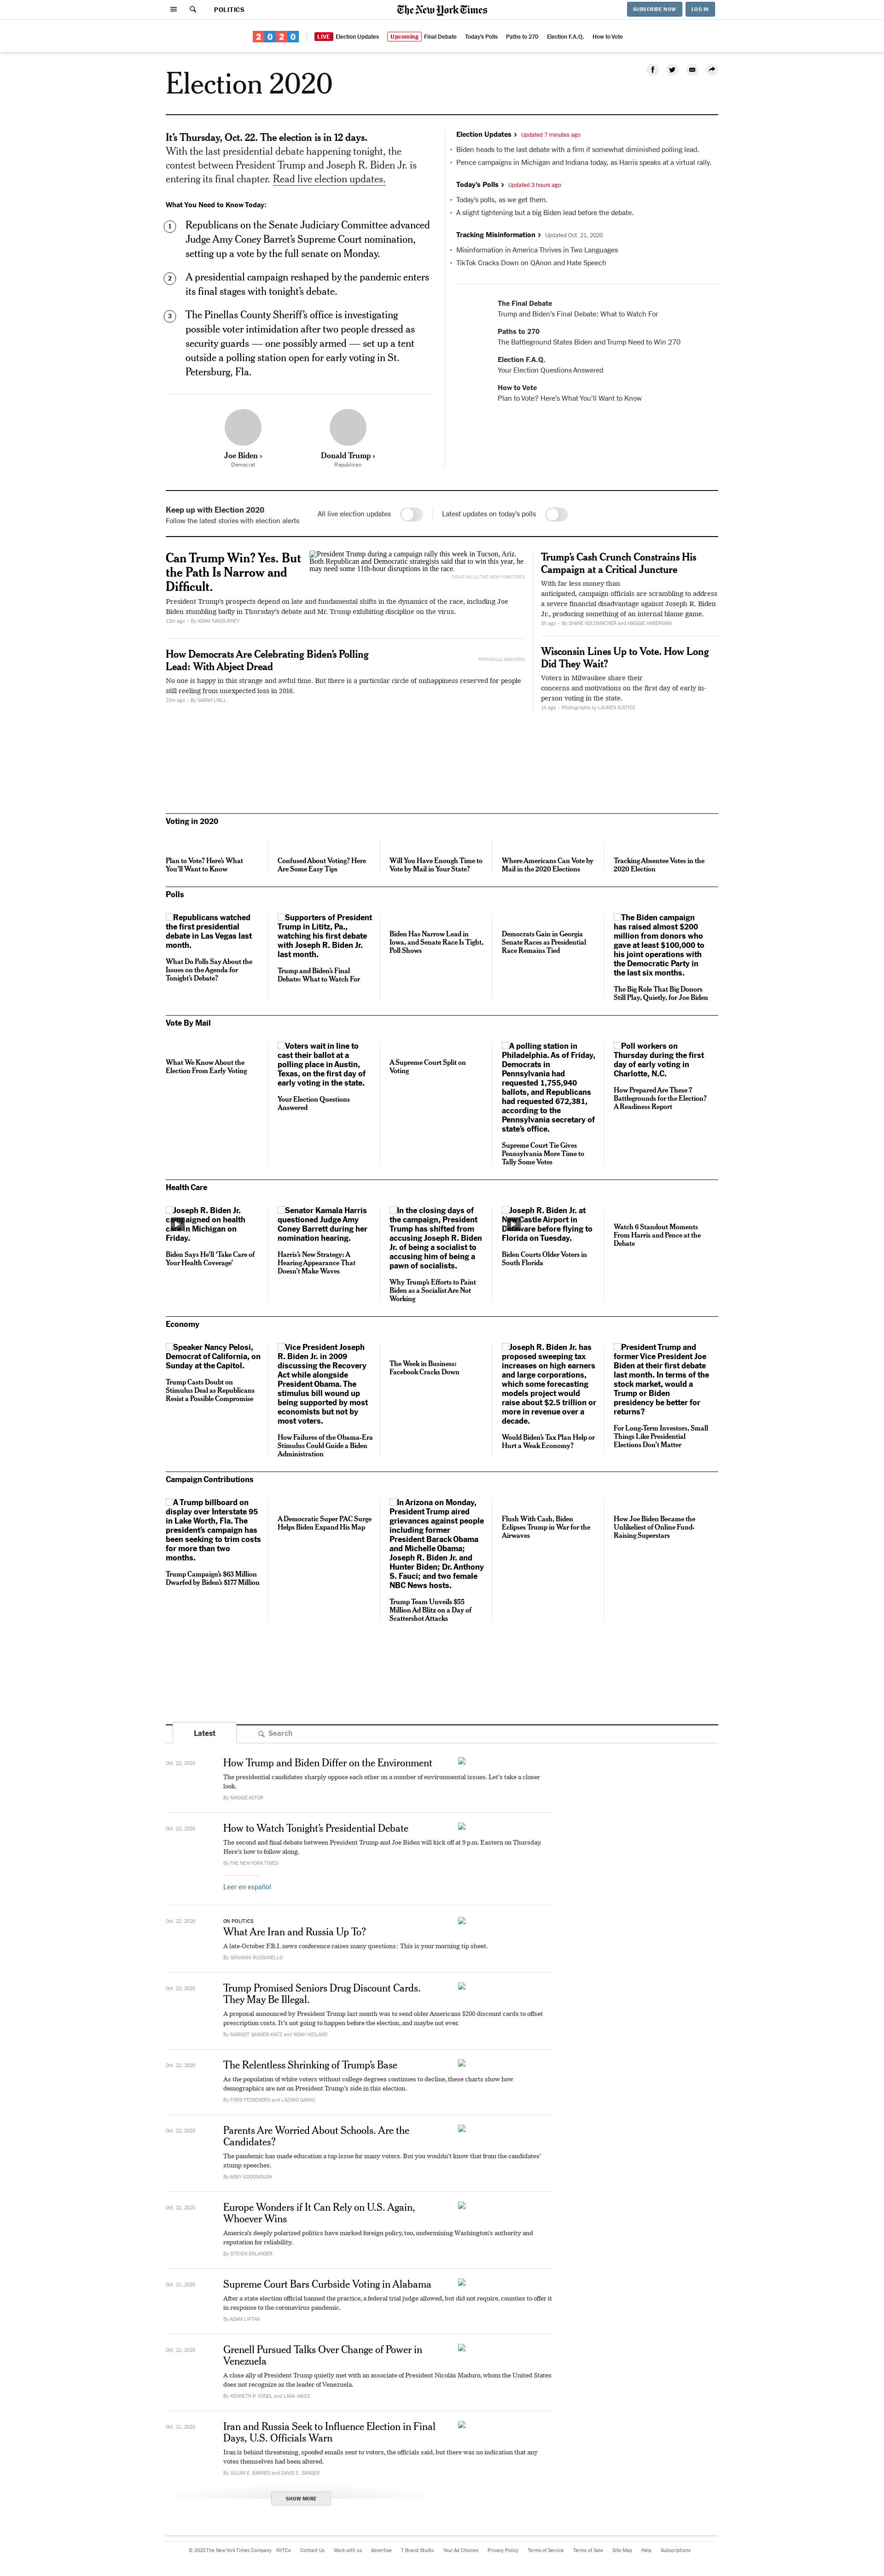 POLITICS
The New York Times
SUBSCRIBE NOW
LOG IN
2020
LIVE Election Updates
Upcoming Final Debate
Today's Polls
Paths to 270
Election F.A.Q.
How to Vote
Election 2020
It's Thursday, Oct. 22. The election is in 12 days.
With the last presidential debate happening tonight, the
contest between President Trump and Joseph R. Biden Jr. is
entering its final chapter. Read live election updates.
What You Need to Know Today:
1 Republicans on the Senate Judiciary Committee advanced
Judge Amy Coney Barrett's Supreme Court nomination,
setting up a vote by the full senate on Monday.
2 A presidential campaign reshaped by the pandemic enters
its final stages with tonight's debate.
3 The Pinellas County Sheriff's office is investigating
possible voter intimidation after two people dressed as
security guards — one possibly armed — set up a tent
outside a polling station open for early voting in St.
Petersburg, Fla.
Joe Biden ›
Democrat
Donald Trump ›
Republican
Election Updates › Updated 7 minutes ago
• Biden heads to the last debate with a firm if somewhat diminished polling lead.
• Pence campaigns in Michigan and Indiana today, as Harris speaks at a virtual rally.
Today's Polls › Updated 3 hours ago
• Today's polls, as we get them.
• A slight tightening but a big Biden lead before the debate.
Tracking Misinformation › Updated Oct. 21, 2020
• Misinformation in America Thrives in Two Languages
• TikTok Cracks Down on QAnon and Hate Speech
The Final Debate
Trump and Biden's Final Debate: What to Watch For
Paths to 270
The Battleground States Biden and Trump Need to Win 270
Election F.A.Q.
Your Election Questions Answered
How to Vote
Plan to Vote? Here's What You'll Want to Know
Keep up with Election 2020
Follow the latest stories with election alerts
All live election updates
Latest updates on today's polls
Can Trump Win? Yes. But
the Path Is Narrow and
Difficult.
President Trump during a campaign rally this week in Tucson, Ariz.
Both Republican and Democratic strategists said that to win this year, he
may need some 11th-hour disruptions in the race.
DOUG MILLS/THE NEW YORK TIMES
President Trump's prospects depend on late and fundamental shifts in the dynamics of the race, including Joe
Biden stumbling badly in Thursday's debate and Mr. Trump exhibiting discipline on the virus.
12m ago – By ADAM NAGOURNEY
How Democrats Are Celebrating Biden's Polling
Lead: With Abject Dread
RAPHAELLE MACARON
No one is happy in this strange and awful time. But there is a particular circle of unhappiness reserved for people
still reeling from unexpected loss in 2016.
23m ago – By SARAH LYALL
Trump's Cash Crunch Constrains His
Campaign at a Critical Juncture
With far less money than
anticipated, campaign officials are scrambling to address
a severe financial disadvantage against Joseph R. Biden
Jr., producing something of an internal blame game.
3h ago – By SHANE GOLDMACHER and MAGGIE HABERMAN
Wisconsin Lines Up to Vote. How Long
Did They Wait?
Voters in Milwaukee share their
concerns and motivations on the first day of early in-
person voting in the state.
1h ago – Photographs by LAUREN JUSTICE
Voting in 2020
Plan to Vote? Here's What
You'll Want to Know
Confused About Voting? Here
Are Some Easy Tips
Will You Have Enough Time to
Vote by Mail in Your State?
Where Americans Can Vote by
Mail in the 2020 Elections
Tracking Absentee Votes in the
2020 Election
Polls
Republicans watched
the first presidential
debate in Las Vegas last
month.
What Do Polls Say About the
Issues on the Agenda for
Tonight's Debate?
Supporters of President
Trump in Lititz, Pa.,
watching his first debate
with Joseph R. Biden Jr.
last month.
Trump and Biden's Final
Debate: What to Watch For
Biden Has Narrow Lead in
Iowa, and Senate Race Is Tight,
Poll Shows
Democrats Gain in Georgia
Senate Races as Presidential
Race Remains Tied
The Biden campaign
has raised almost $200
million from donors who
gave at least $100,000 to
his joint operations with
the Democratic Party in
the last six months.
The Big Role That Big Donors
Still Play, Quietly, for Joe Biden
Vote By Mail
What We Know About the
Election From Early Voting
Voters wait in line to
cast their ballot at a
polling place in Austin,
Texas, on the first day of
early voting in the state.
Your Election Questions
Answered
A Supreme Court Split on
Voting
A polling station in
Philadelphia. As of Friday,
Democrats in
Pennsylvania had
requested 1,755,940
ballots, and Republicans
had requested 672,381,
according to the
Pennsylvania secretary of
state's office.
Supreme Court Tie Gives
Pennsylvania More Time to
Tally Some Votes
Poll workers on
Thursday during the first
day of early voting in
Charlotte, N.C.
How Prepared Are These 7
Battlegrounds for the Election?
A Readiness Report
Health Care
Joseph R. Biden Jr.
campaigned on health
care in Michigan on
Friday.
Biden Says He'll 'Take Care of
Your Health Coverage'
Senator Kamala Harris
questioned Judge Amy
Coney Barrett during her
nomination hearing.
Harris's New Strategy: A
Hearing Appearance That
Doesn't Make Waves
In the closing days of
the campaign, President
Trump has shifted from
accusing Joseph R. Biden
Jr. of being a socialist to
accusing him of being a
pawn of socialists.
Why Trump's Efforts to Paint
Biden as a Socialist Are Not
Working
Joseph R. Biden Jr. at
New Castle Airport in
Delaware before flying to
Florida on Tuesday.
Biden Courts Older Voters in
South Florida
Watch 6 Standout Moments
From Harris and Pence at the
Debate
Economy
Speaker Nancy Pelosi,
Democrat of California, on
Sunday at the Capitol.
Trump Casts Doubt on
Stimulus Deal as Republicans
Resist a Possible Compromise
Vice President Joseph
R. Biden Jr. in 2009
discussing the Recovery
Act while alongside
President Obama. The
stimulus bill wound up
being supported by most
economists but not by
most voters.
How Failures of the Obama-Era
Stimulus Could Guide a Biden
Administration
The Week in Business:
Facebook Cracks Down
Joseph R. Biden Jr. has
proposed sweeping tax
increases on high earners
and large corporations,
which some forecasting
models project would
raise about $2.5 trillion or
more in revenue over a
decade.
Would Biden's Tax Plan Help or
Hurt a Weak Economy?
President Trump and
former Vice President Joe
Biden at their first debate
last month. In terms of the
stock market, would a
Trump or Biden
presidency be better for
returns?
For Long-Term Investors, Small
Things Like Presidential
Elections Don't Matter
Campaign Contributions
A Trump billboard on
display over Interstate 95
in Lake Worth, Fla. The
president's campaign has
been seeking to trim costs
for more than two
months.
Trump Campaign's $63 Million
Dwarfed by Biden's $177 Million
A Democratic Super PAC Surge
Helps Biden Expand His Map
In Arizona on Monday,
President Trump aired
grievances against people
including former
President Barack Obama
and Michelle Obama;
Joseph R. Biden Jr. and
Hunter Biden; Dr. Anthony
S. Fauci; and two female
NBC News hosts.
Trump Team Unveils $55
Million Ad Blitz on a Day of
Scattershot Attacks
Flush With Cash, Biden
Eclipses Trump in War for the
Airwaves
How Joe Biden Became the
Unlikeliest of Online Fund-
Raising Superstars
Latest
Search
Oct. 22, 2020
How Trump and Biden Differ on the Environment
The presidential candidates sharply oppose each other on a number of environmental issues. Let's take a closer
look.
By MAGGIE ASTOR
Oct. 22, 2020
How to Watch Tonight's Presidential Debate
The second and final debate between President Trump and Joe Biden will kick off at 9 p.m. Eastern on Thursday.
Here's how to follow along.
By THE NEW YORK TIMES
Leer en español
Oct. 22, 2020
ON POLITICS
What Are Iran and Russia Up To?
A late-October F.B.I. news conference raises many questions: This is your morning tip sheet.
By GIOVANNI RUSSONELLO
Oct. 22, 2020
Trump Promised Seniors Drug Discount Cards.
They May Be Illegal.
A proposal announced by President Trump last month was to send older Americans $200 discount cards to offset
prescription costs. It's not going to happen before the election, and maybe not ever.
By MARGOT SANGER-KATZ and NOAH WEILAND
Oct. 22, 2020
The Relentless Shrinking of Trump's Base
As the population of white voters without college degrees continues to decline, these charts show how
demographics are not on President Trump's side in this election.
By FORD FESSENDEN and LAZARO GAMIO
Oct. 22, 2020
Parents Are Worried About Schools. Are the
Candidates?
The pandemic has made education a top issue for many voters. But you wouldn't know that from the candidates'
stump speeches.
By ABBY GOODNOUGH
Oct. 22, 2020
Europe Wonders if It Can Rely on U.S. Again,
Whoever Wins
America's deeply polarized politics have marked foreign policy, too, undermining Washington's authority and
reputation for reliability.
By STEVEN ERLANGER
Oct. 21, 2020
Supreme Court Bars Curbside Voting in Alabama
After a state election official banned the practice, a federal trial judge allowed, but did not require, counties to offer it
in response to the coronavirus pandemic.
By ADAM LIPTAK
Oct. 21, 2020
Grenell Pursued Talks Over Change of Power in
Venezuela
A close ally of President Trump quietly met with an associate of President Nicolás Maduro, whom the United States
does not recognize as the leader of Venezuela.
By KENNETH P. VOGEL and LARA JAKES
Oct. 21, 2020
Iran and Russia Seek to Influence Election in Final
Days, U.S. Officials Warn
Iran is behind threatening, spoofed emails sent to voters, the officials said, but there was no indication that any
votes themselves had been altered.
By JULIAN E. BARNES and DAVID E. SANGER
SHOW MORE
© 2020 The New York Times Company
NYTCo
Contact Us
Work with us
Advertise
T Brand Studio
Your Ad Choices
Privacy Policy
Terms of Service
Terms of Sale
Site Map
Help
Subscriptions